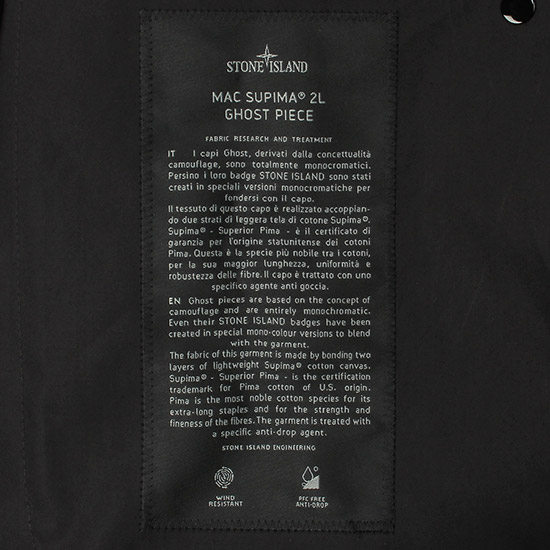 STONE ISLAND
MAC SUPIMA® 2L
GHOST PIECE
FABRIC RESEARCH AND TREATMENT
IT I capi Ghost, derivati dalla concettualità
camouflage, sono totalmente monocromatici.
Persino i loro badge STONE ISLAND sono stati
creati in speciali versioni monocromatiche per
fondersi con il capo.
Il tessuto di questo capo è realizzato accoppian-
do due strati di leggera tela di cotone Supima®.
Supima® - Superior Pima - è il certificato di
garanzia per l'origine statunitense dei cotoni
Pima. Questa è la specie più nobile tra i cotoni,
per la sua maggior lunghezza, uniformità e
robustezza delle fibre. Il capo è trattato con uno
specifico agente anti goccia.
EN Ghost pieces are based on the concept of
camouflage and are entirely monochromatic.
Even their STONE ISLAND badges have been
created in special mono-colour versions to blend
with the garment.
The fabric of this garment is made by bonding two
layers of lightweight Supima® cotton canvas.
Supima® - Superior Pima - is the certification
trademark for Pima cotton of U.S. origin.
Pima is the most noble cotton species for its
extra-long staples and for the strength and
fineness of the fibres. The garment is treated with
a specific anti-drop agent.
STONE ISLAND ENGINEERING
WIND
RESISTANT
PFC FREE
ANTI-DROP